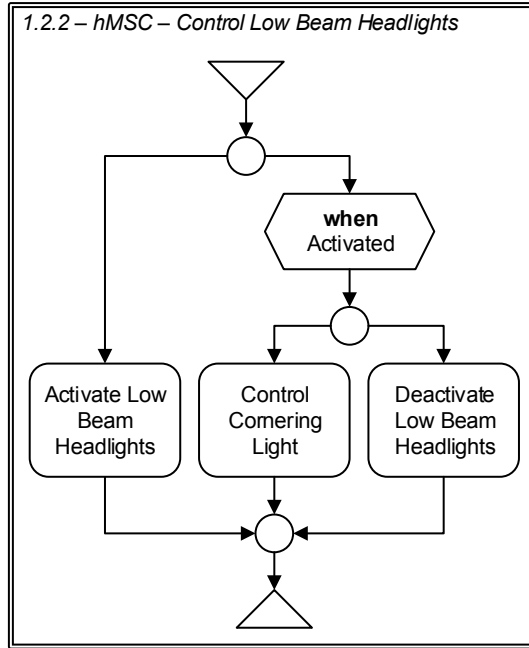 1.2.2 – hMSC – Control Low Beam Headlights
when
Activated
Activate Low
Beam
Headlights
Control
Cornering
Light
Deactivate
Low Beam
Headlights